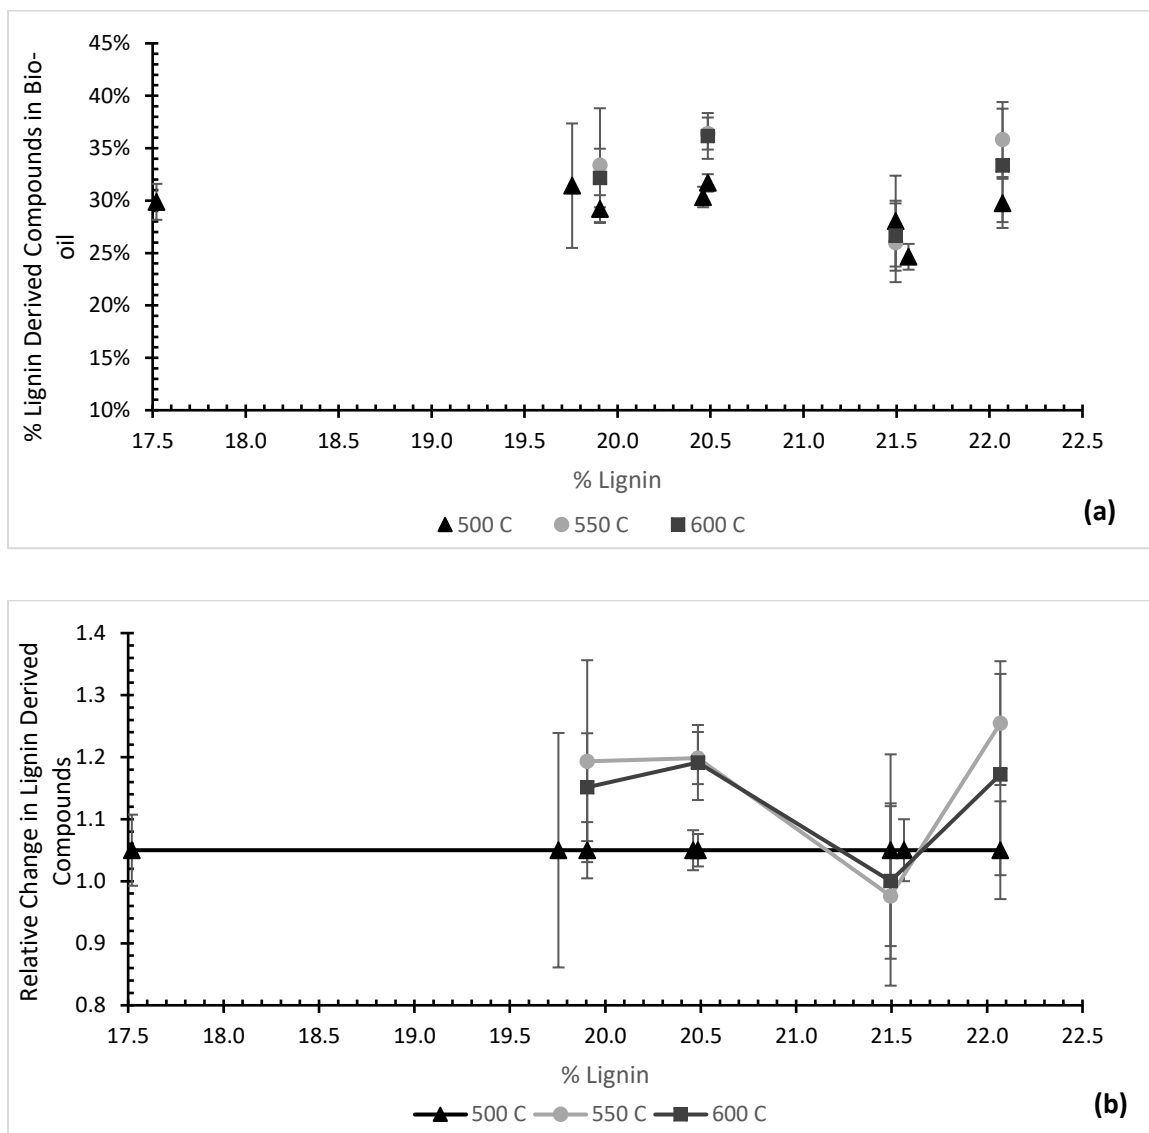 % Lignin Derived Compounds in Bio-
oil
45%
40%
35%
30%
25%
20%
15%
10%
17.5 18.0 18.5 19.0 19.5 20.0 20.5 21.0 21.5 22.0 22.5
% Lignin
500 C 550 C 600 C
(a)
Relative Change in Lignin Derived
Compounds
1.4
1.3
1.2
1.1
1.0
0.9
0.8
17.5 18.0 18.5 19.0 19.5 20.0 20.5 21.0 21.5 22.0 22.5
% Lignin
500 C 550 C 600 C
(b)